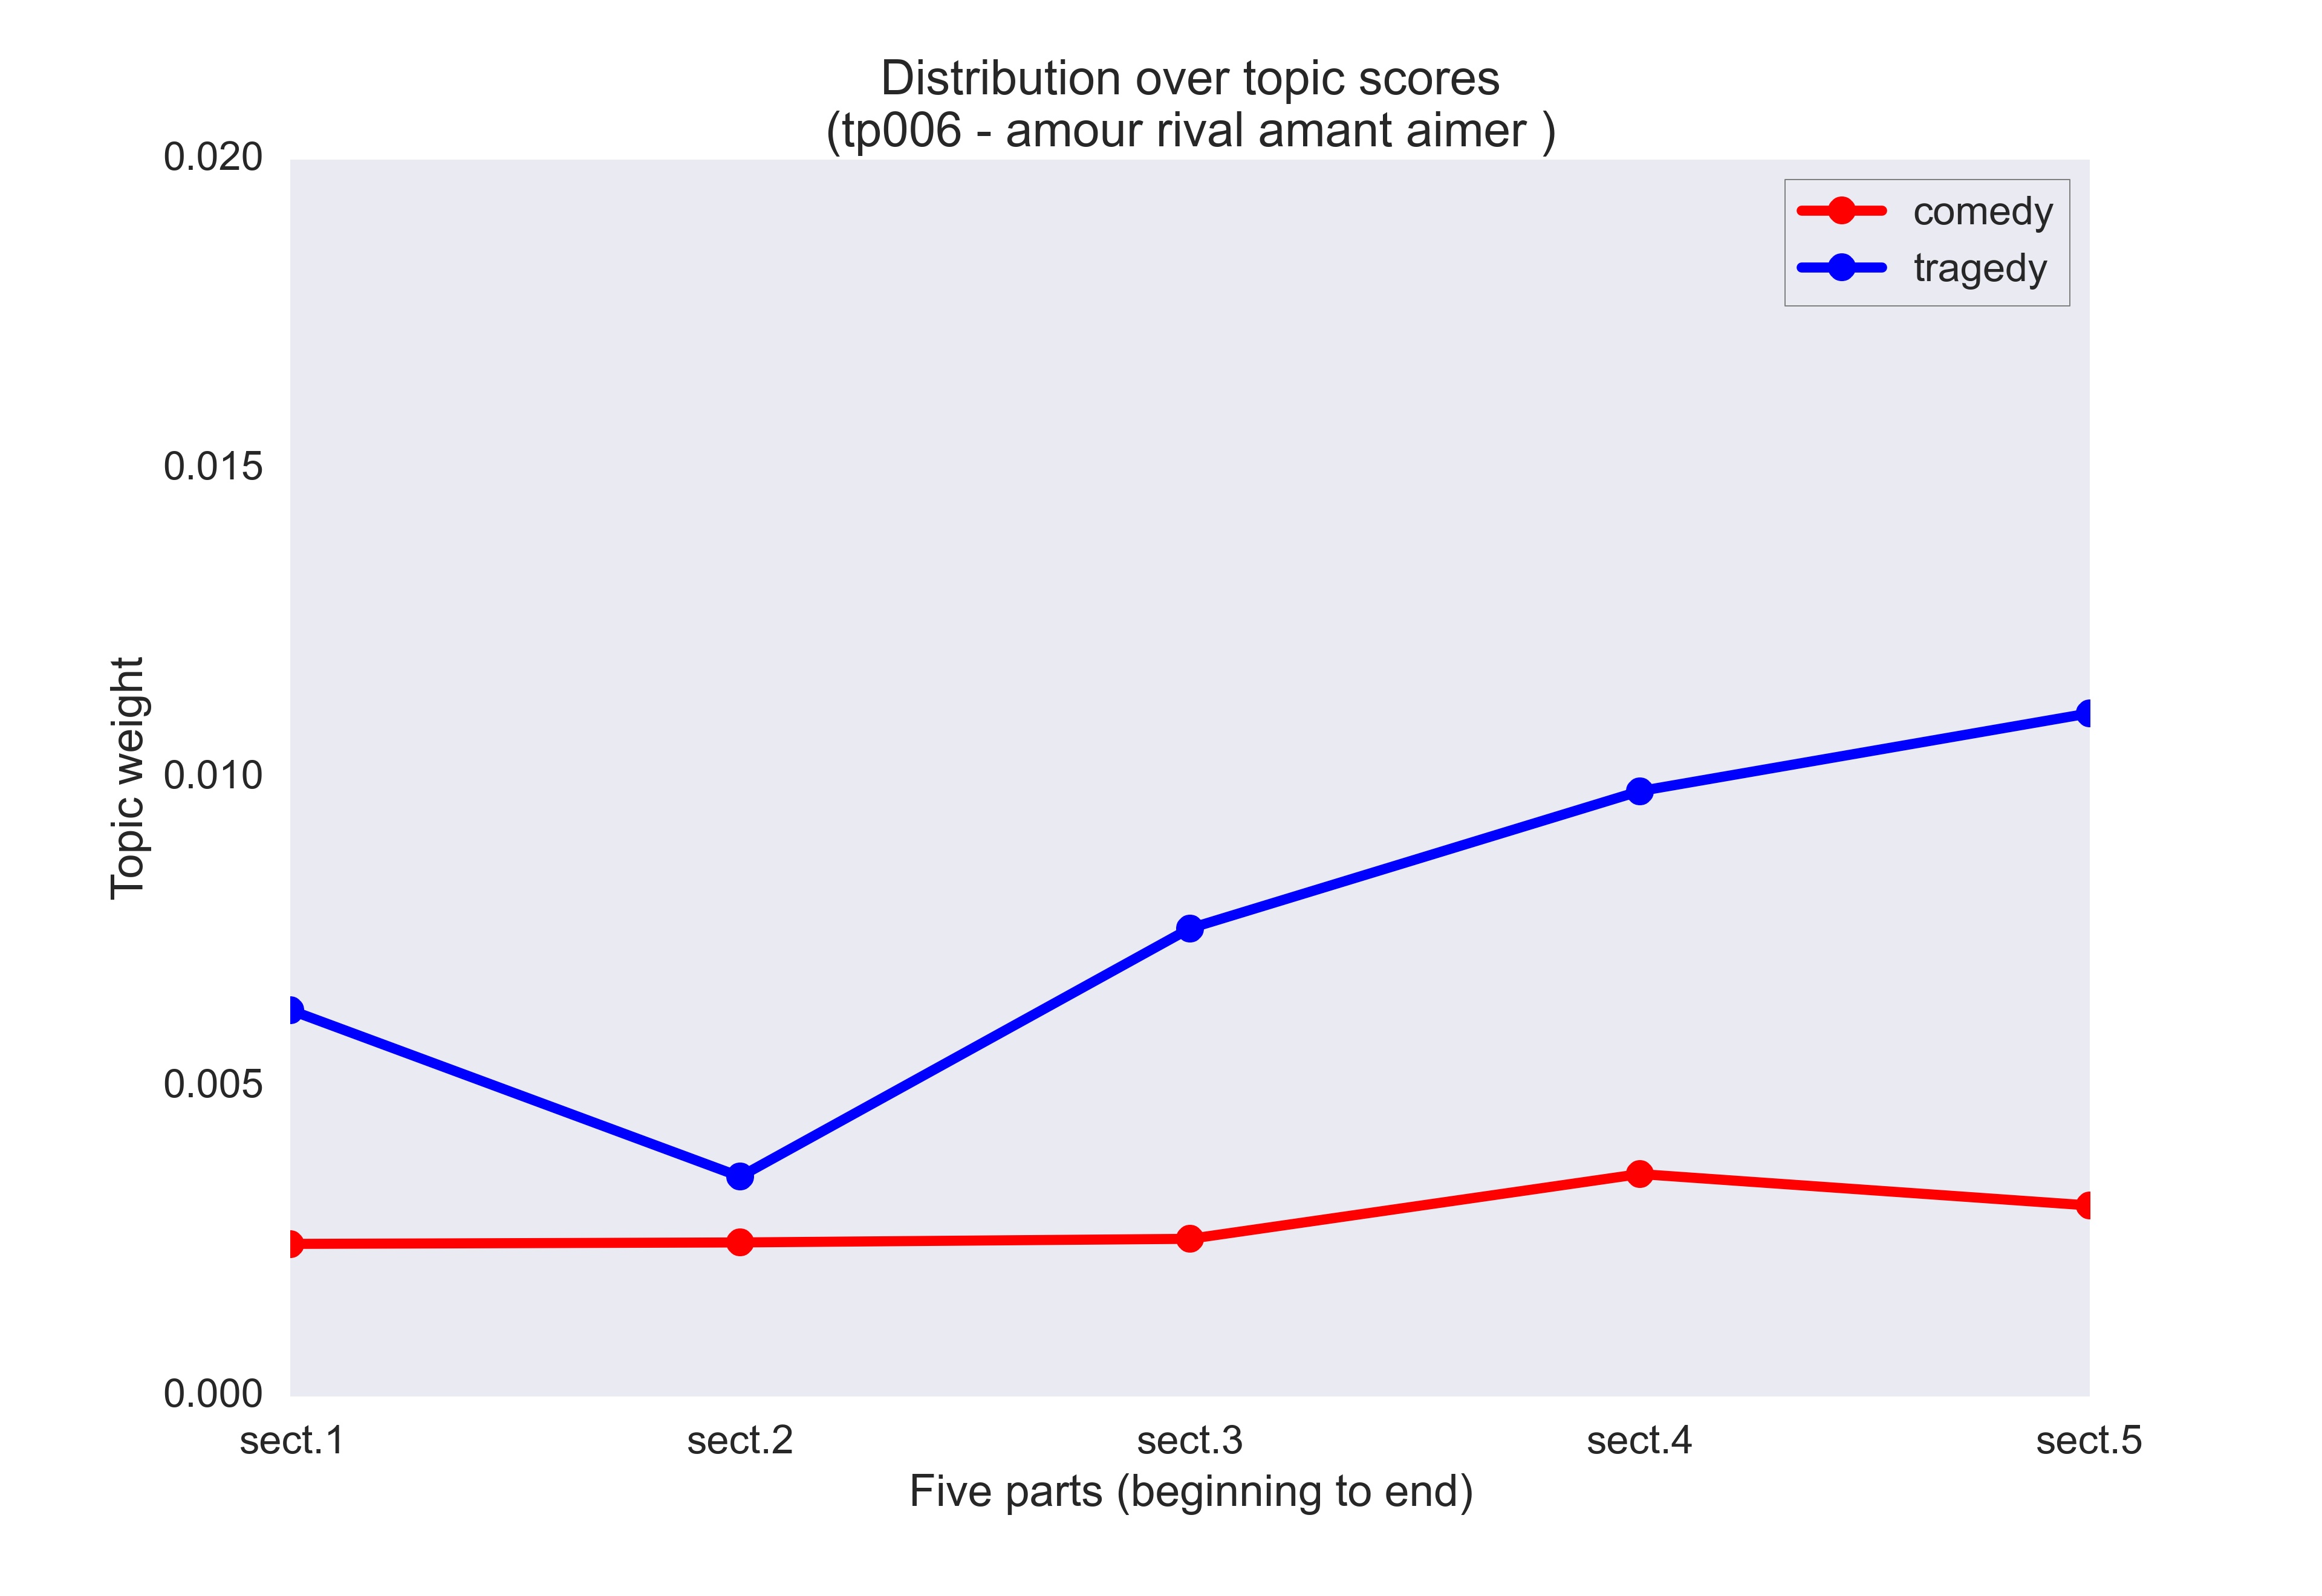 Distribution over topic scores
(tp006 - amour rival amant aimer )
comedy
tragedy
Topic weight
0.020
0.015
0.010
0.005
0.000
sect.1 sect.2 sect.3 sect.4 sect.5
Five parts (beginning to end)